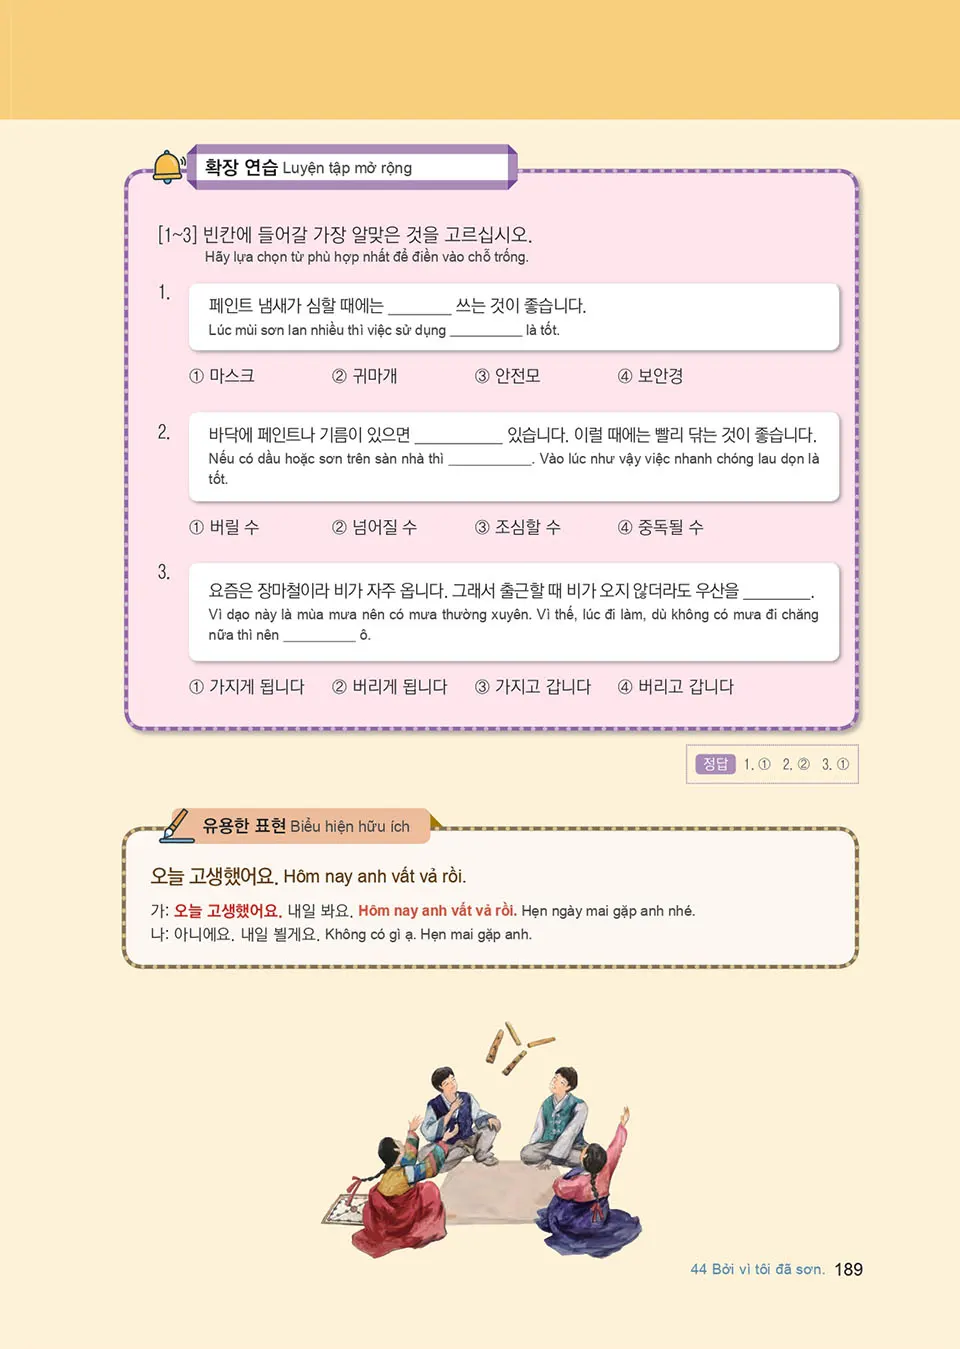 확장 연습 Luyện tập mở rộng
[1~3] 빈칸에 들어갈 가장 알맞은 것을 고르십시오.
Hãy lựa chọn từ phù hợp nhất để điền vào chỗ trống.
1.
페인트 냄새가 심할 때에는 _______ 쓰는 것이 좋습니다.
Lúc mùi sơn lan nhiều thì việc sử dụng _________ là tốt.
① 마스크 ② 귀마개 ③ 안전모 ④ 보안경
2.
바닥에 페인트나 기름이 있으면 __________ 있습니다. 이럴 때에는 빨리 닦는 것이 좋습니다.
Nếu có dầu hoặc sơn trên sàn nhà thì __________. Vào lúc như vậy việc nhanh chóng lau dọn là
tốt.
① 버릴 수 ② 넘어질 수 ③ 조심할 수 ④ 중독될 수
3.
요즘은 장마철이라 비가 자주 옵니다. 그래서 출근할 때 비가 오지 않더라도 우산을 ________.
Vì dạo này là mùa mưa nên có mưa thường xuyên. Vì thế, lúc đi làm, dù không có mưa đi chăng
nữa thì nên _________ ô.
① 가지게 됩니다 ② 버리게 됩니다 ③ 가지고 갑니다 ④ 버리고 갑니다
정답 1. ① 2. ② 3. ①
유용한 표현 Biểu hiện hữu ích
오늘 고생했어요. Hôm nay anh vất vả rồi.
가: 오늘 고생했어요. 내일 봐요. Hôm nay anh vất vả rồi. Hẹn ngày mai gặp anh nhé.
나: 아니에요. 내일 뵐게요. Không có gì ạ. Hẹn mai gặp anh.
44 Bởi vì tôi đã sơn. 189